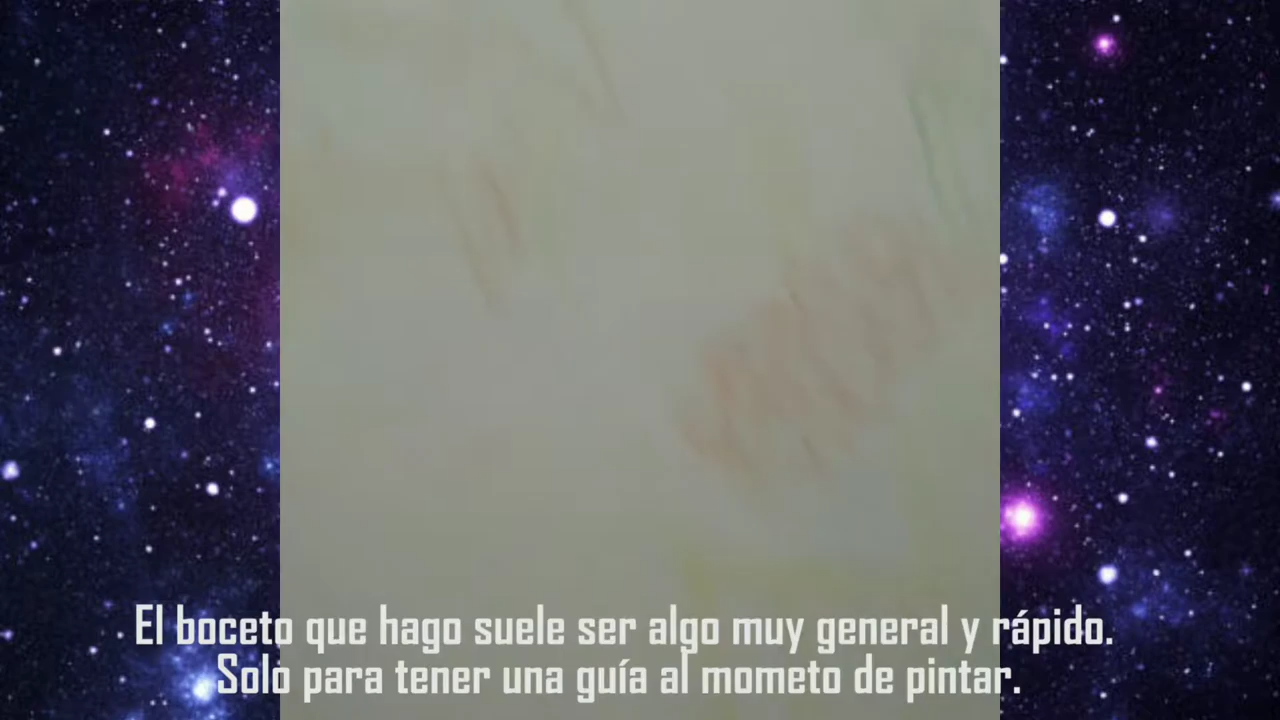 El boceto que hago suele ser algo muy general y rápido.
Solo para tener una guía al mometo de pintar.